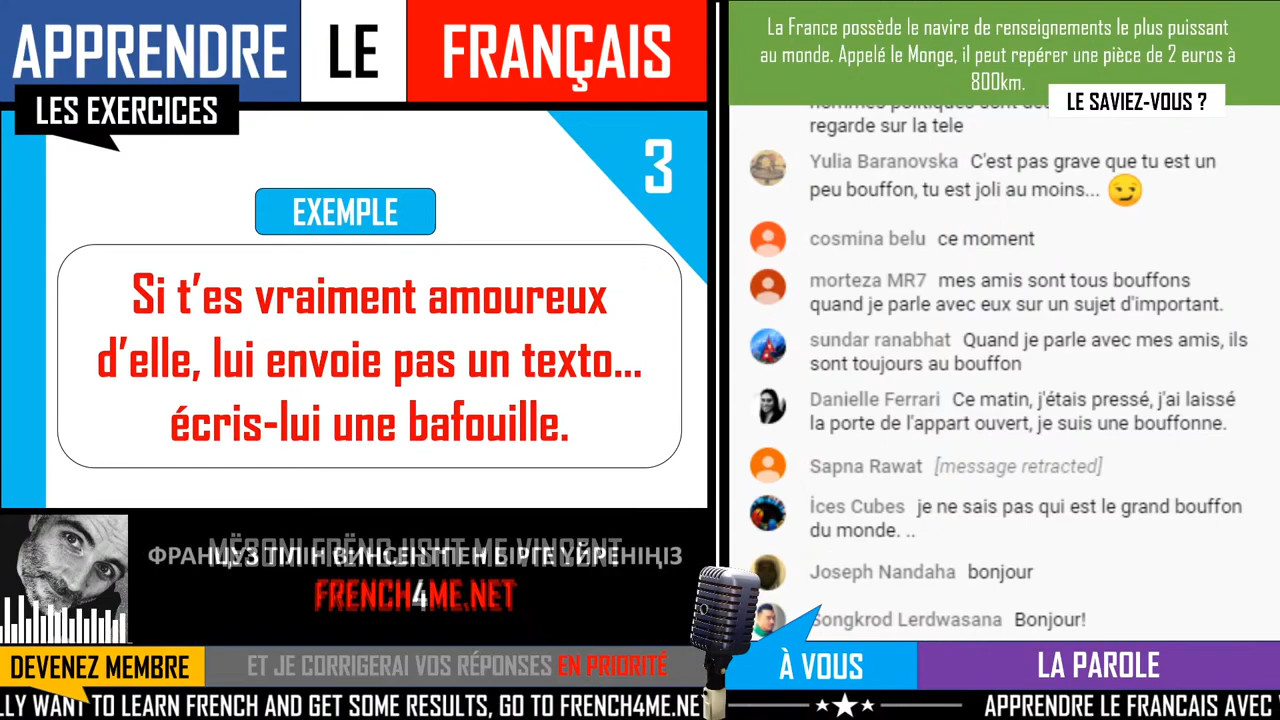 APPRENDRE LE FRANÇAIS
LES EXERCICES
3
EXEMPLE
Si t'es vraiment amoureux
d'elle, lui envoie pas un texto...
écris-lui une bafouille.
FRENCH4ME.NET
DEVENEZ MEMBRE
ET JE CORRIGERAI VOS RÉPONSES EN PRIORITÉ
LLY WANT TO LEARN FRENCH AND GET SOME RESULTS, GO TO FRENCH4ME.NET
La France possède le navire de renseignements le plus puissant
au monde. Appelé le Monge, il peut repérer une pièce de 2 euros à
800km.
LE SAVIEZ-VOUS ?
regarde sur la tele
Yulia Baranovska C'est pas grave que tu est un
peu bouffon, tu est joli au moins... 😏
cosmina belu ce moment
morteza MR7 mes amis sont tous bouffons
quand je parle avec eux sur un sujet d'important.
sundar ranabhat Quand je parle avec mes amis, ils
sont toujours au bouffon
Danielle Ferrari Ce matin, j'étais pressé, j'ai laissé
la porte de l'appart ouvert, je suis une bouffonne.
Sapna Rawat [message retracted]
İces Cubes je ne sais pas qui est le grand bouffon
du monde. ..
Joseph Nandaha bonjour
Songkrod Lerdwasana Bonjour!
À VOUS
LA PAROLE
APPRENDRE LE FRANCAIS AVEC